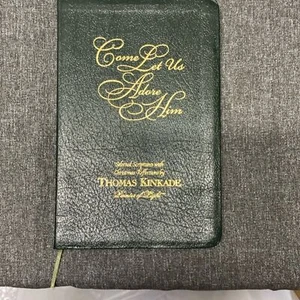 Come
Let Us
Adore
Him
Selected Scriptures with
Christmas Reflections by
THOMAS KINKADE
Painter of Light